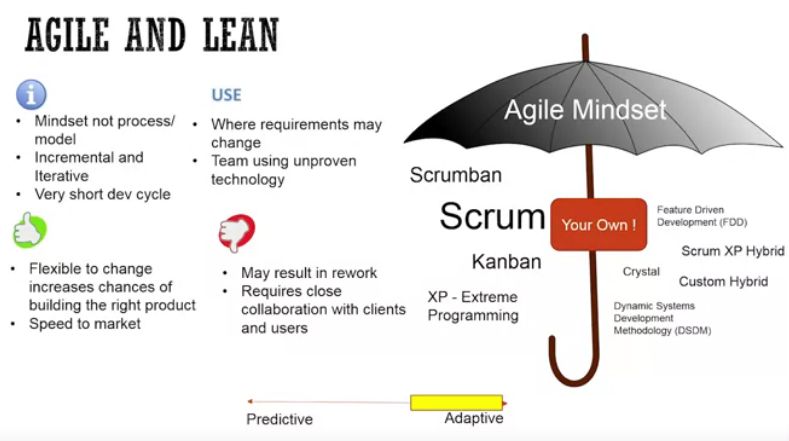 AGILE AND LEAN
i
• Mindset not process/
model
• Incremental and
Iterative
• Very short dev cycle
USE
• Where requirements may
change
• Team using unproven
technology
• Flexible to change
increases chances of
building the right product
• Speed to market
• May result in rework
• Requires close
collaboration with clients
and users
Agile Mindset
Scrumban
Scrum
Your Own !
Kanban
XP - Extreme
Programming
Feature Driven
Development (FDD)
Scrum XP Hybrid
Crystal
Custom Hybrid
Dynamic Systems
Development
Methodology (DSDM)
Predictive
Adaptive